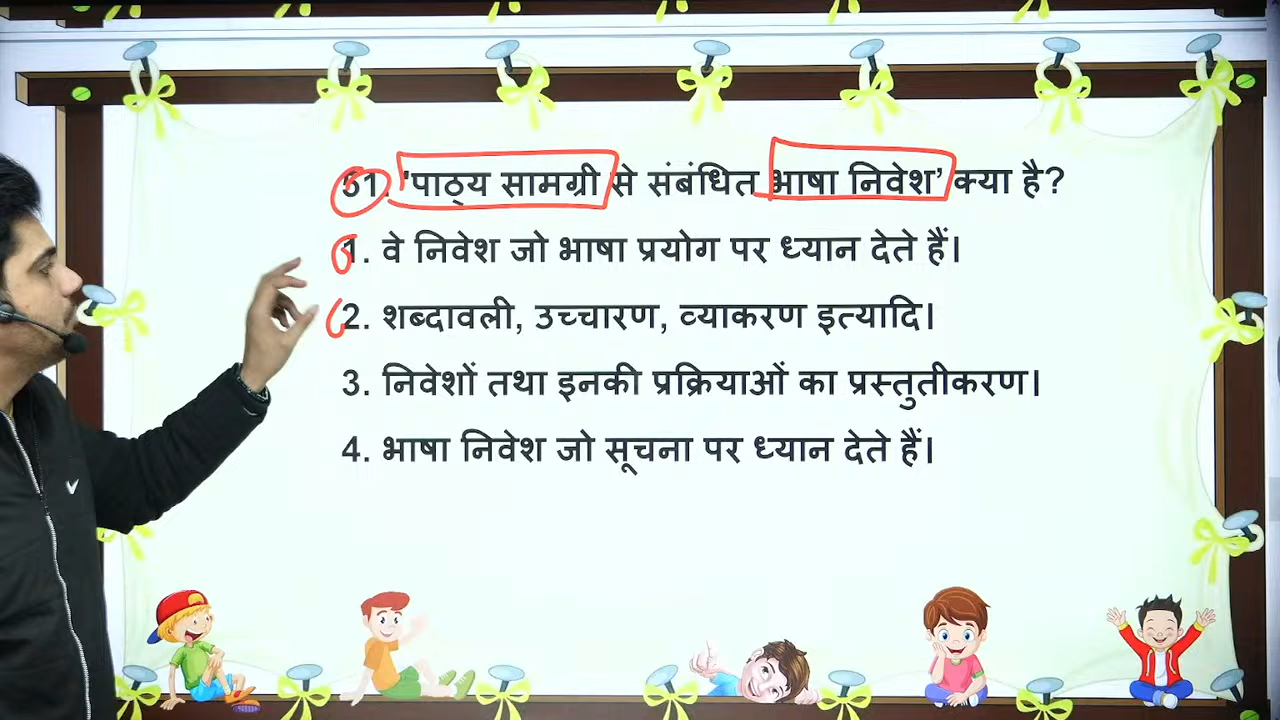 51. 'पाठ्य सामग्री से संबंधित भाषा निवेश’ क्या है?
1. वे निवेश जो भाषा प्रयोग पर ध्यान देते हैं।
2. शब्दावली, उच्चारण, व्याकरण इत्यादि।
3. निवेशों तथा इनकी प्रक्रियाओं का प्रस्तुतीकरण।
4. भाषा निवेश जो सूचना पर ध्यान देते हैं।